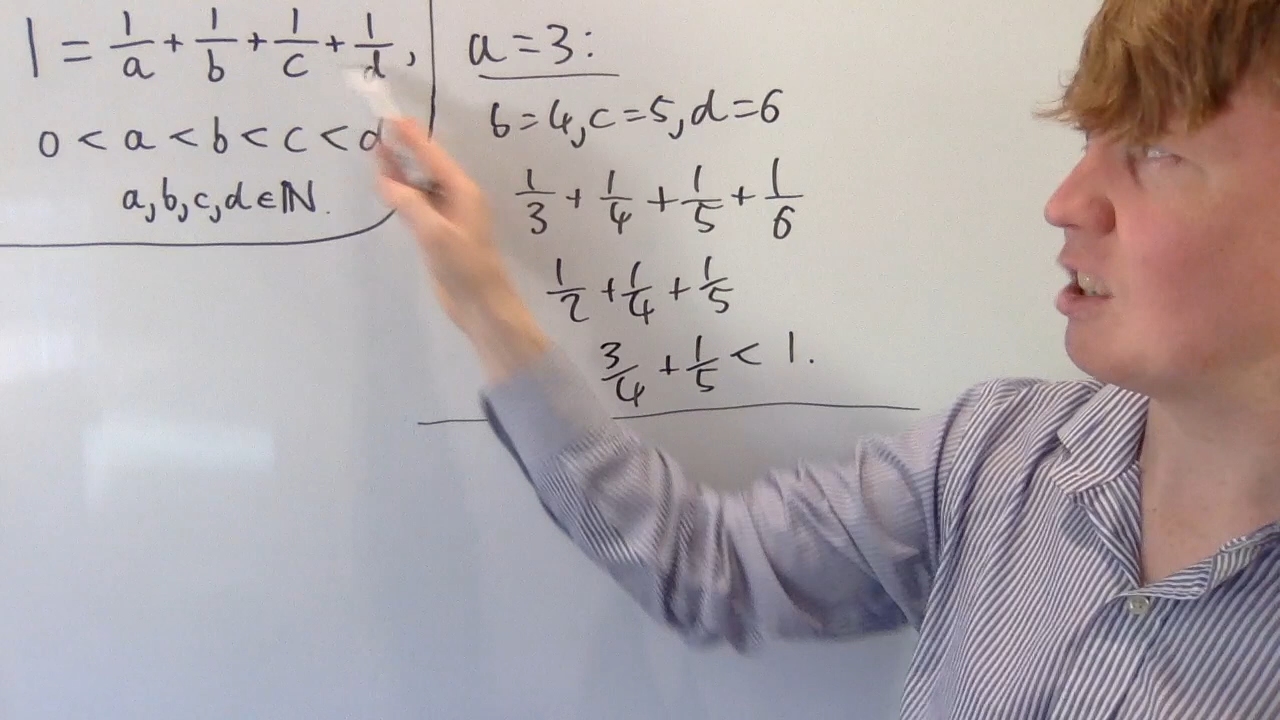 1 = 1/a + 1/b + 1/c + 1/d ,
0 < a < b < c < d
a,b,c,d ∈ ℕ.
a = 3:
b=4, c=5, d=6
1/3 + 1/4 + 1/5 + 1/6
1/2 + 1/4 + 1/5
3/4 + 1/5 < 1.